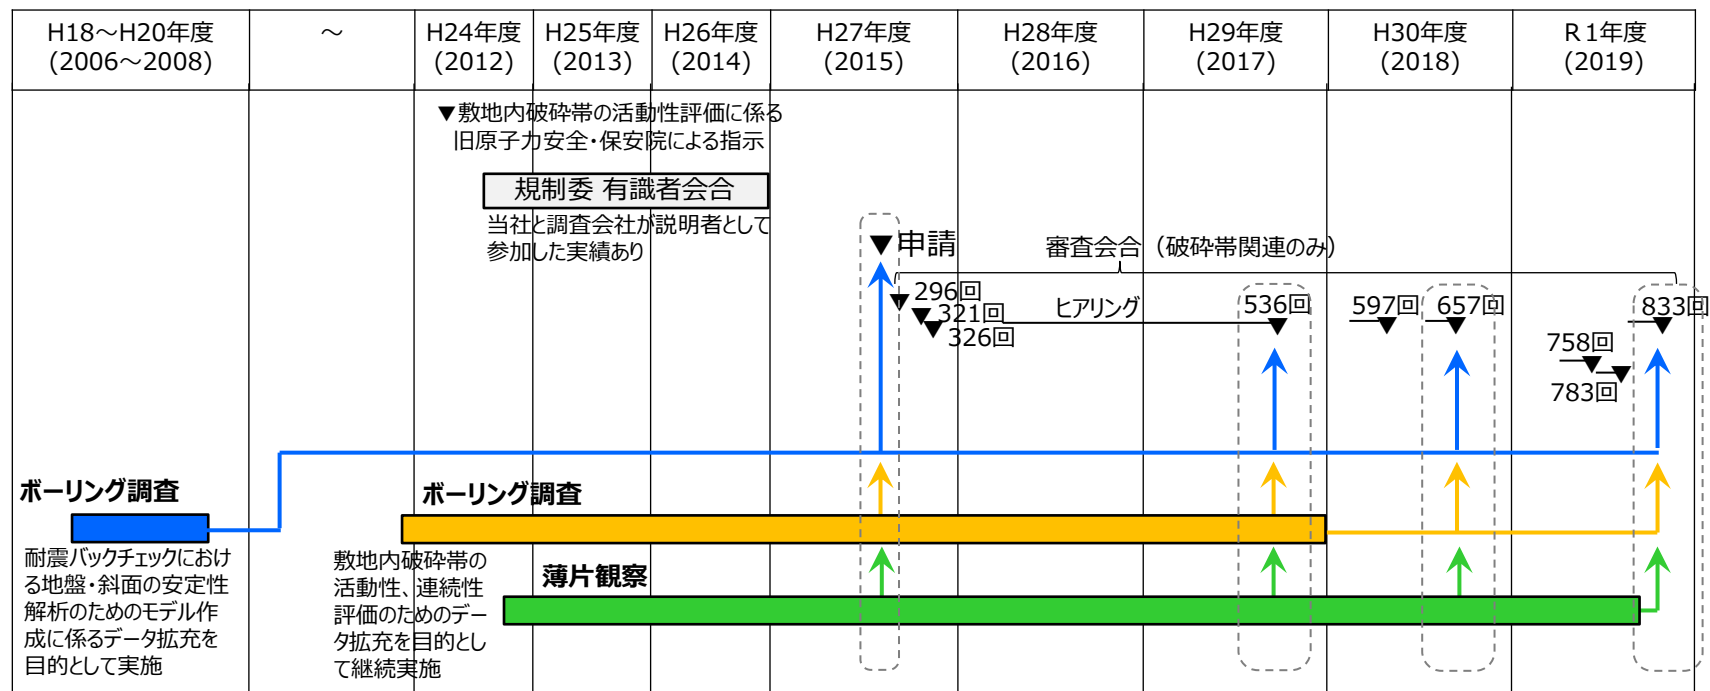 H18～H20年度
(2006～2008)
～
H24年度
(2012)
H25年度
(2013)
H26年度
(2014)
H27年度
(2015)
H28年度
(2016)
H29年度
(2017)
H30年度
(2018)
R１年度
(2019)
▼敷地内破砕帯の活動性評価に係る
旧原子力安全・保安院による指示
規制委 有識者会合
当社と調査会社が説明者として
参加した実績あり
▼申請
審査会合（破砕帯関連のみ）
296回
321回
326回
ヒアリング
536回
597回
657回
833回
758回
783回
ボーリング調査
耐震バックチェックにおけ
る地盤・斜面の安定性
解析のためのモデル作
成に係るデータ拡充を
目的として実施
ボーリング調査
敷地内破砕帯の
活動性、連続性
評価のためのデー
タ拡充を目的とし
て継続実施
薄片観察